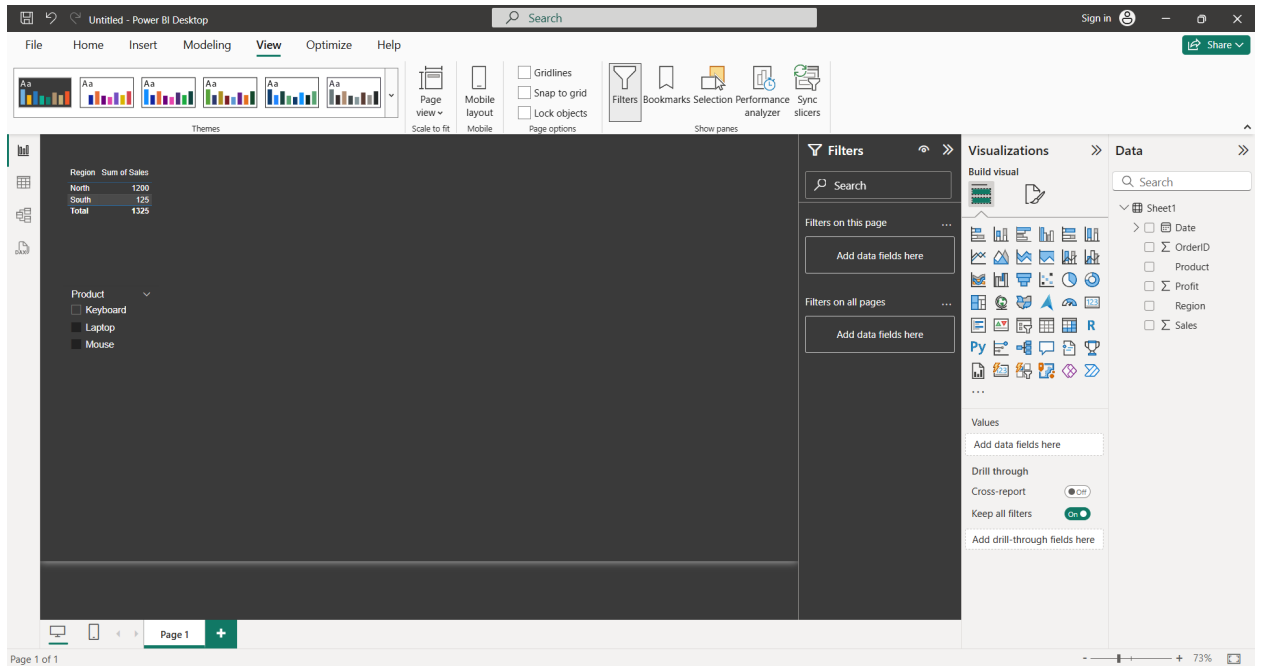 Untitled - Power BI Desktop
Search
Sign in
File Home Insert Modeling View Optimize Help
Share
Aa Aa Aa Aa Aa Aa
Themes
Page view
Scale to fit
Mobile layout
Mobile
Gridlines
Snap to grid
Lock objects
Page options
Filters
Bookmarks
Selection
Performance analyzer
Sync slicers
Show panes
Region Sum of Sales
North 1200
South 125
Total 1325
Product
Keyboard
Laptop
Mouse
Filters
Search
Filters on this page ...
Add data fields here
Filters on all pages ...
Add data fields here
Visualizations
Build visual
123
R
Py
...
Values
Add data fields here
Drill through
Cross-report Off
Keep all filters On
Add drill-through fields here
Data
Search
Sheet1
Date
∑ OrderID
Product
∑ Profit
Region
∑ Sales
Page 1
+
Page 1 of 1
- + 73%